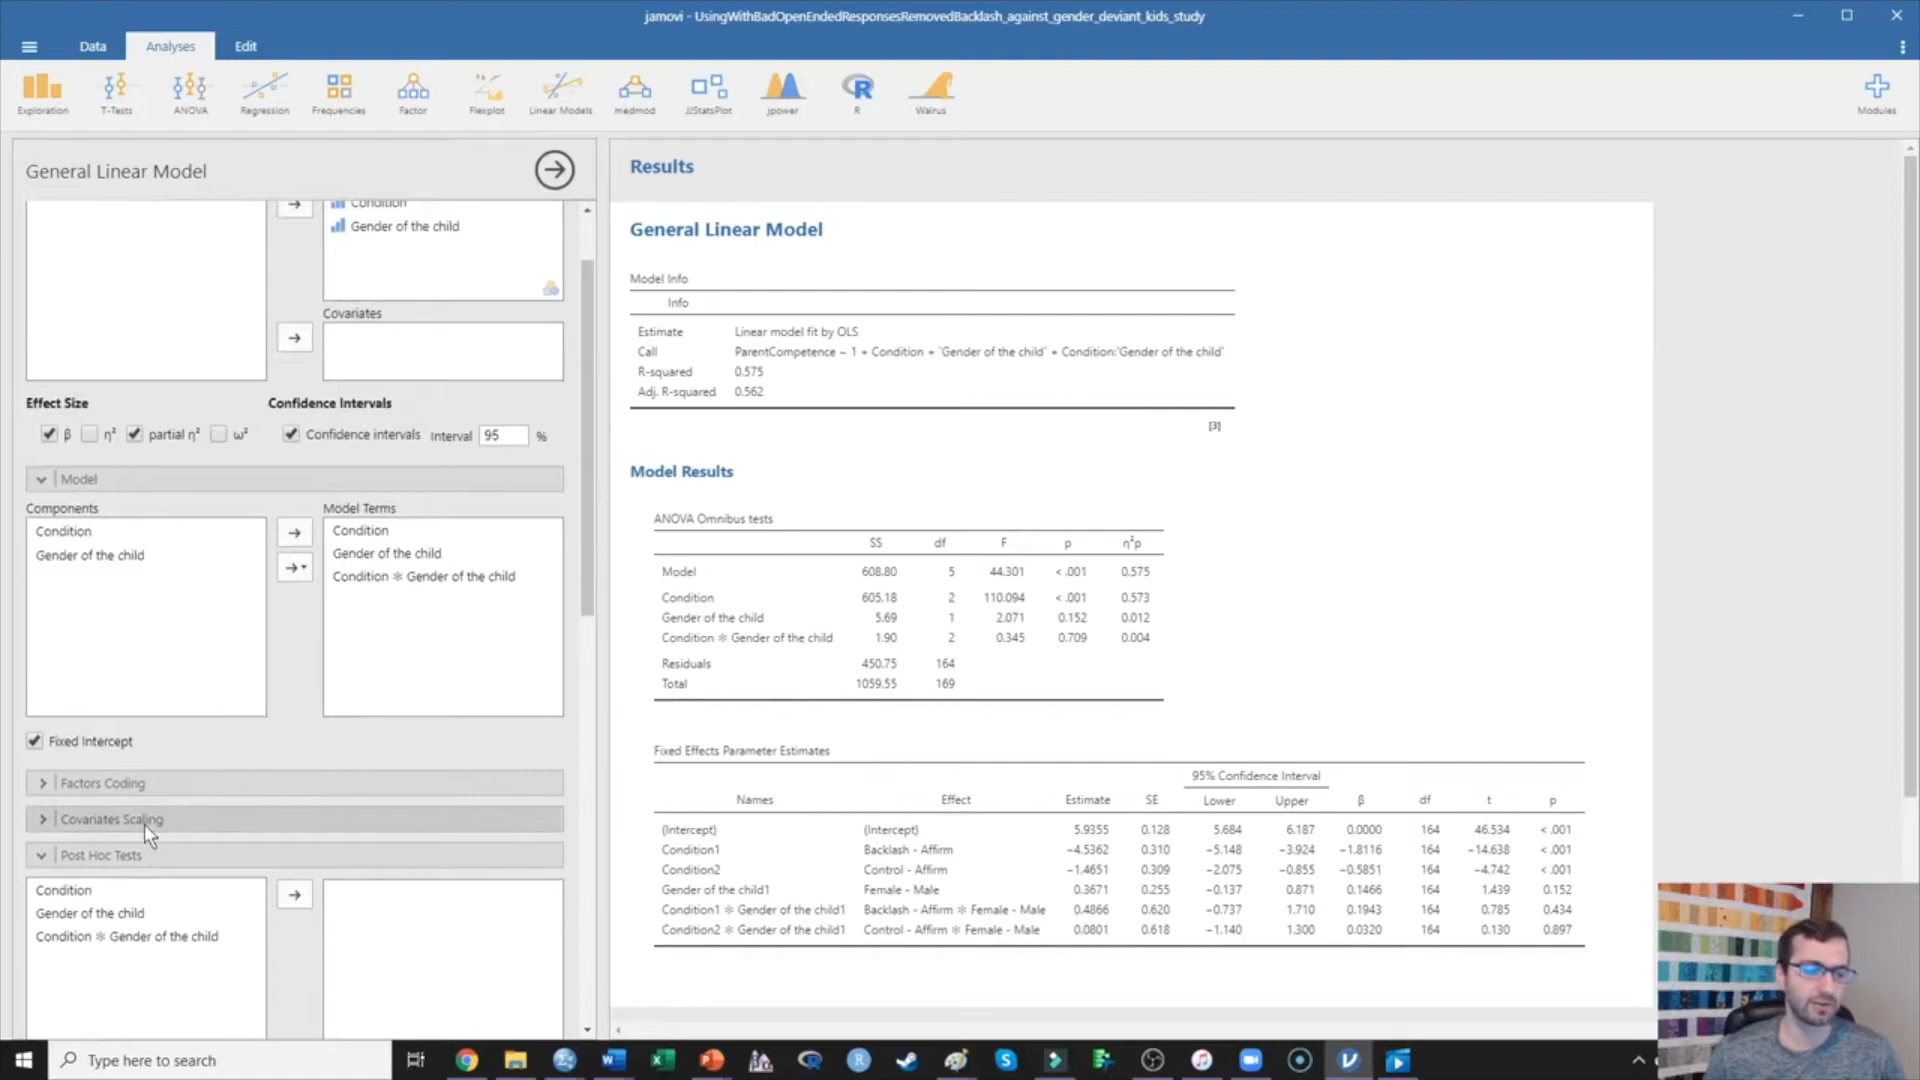 jamovi - UsingWithBadOpenEndedResponsesRemovedBacklash_against_gender_deviant_kids_study
Data Analyses Edit
Exploration T-Tests ANOVA Regression Frequencies Factor Flexplot Linear Models medmod JJStatsPlot jpower R Walrus Modules
General Linear Model
Condition
Gender of the child
Covariates
Effect Size Confidence Intervals
β η² partial η² ω² Confidence intervals Interval 95 %
Model
Components Model Terms
Condition Condition
Gender of the child Gender of the child
Condition ✻ Gender of the child
Fixed Intercept
Factors Coding
Covariates Scaling
Post Hoc Tests
Condition
Gender of the child
Condition ✻ Gender of the child
Results
General Linear Model
Model Info
Info
Estimate Linear model fit by OLS
Call ParentCompetence ~ 1 + Condition + `Gender of the child` + Condition:`Gender of the child`
R-squared 0.575
Adj. R-squared 0.562
[3]
Model Results
ANOVA Omnibus tests
SS df F p η²p
Model 608.80 5 44.301 < .001 0.575
Condition 605.18 2 110.094 < .001 0.573
Gender of the child 5.69 1 2.071 0.152 0.012
Condition ✻ Gender of the child 1.90 2 0.345 0.709 0.004
Residuals 450.75 164
Total 1059.55 169
Fixed Effects Parameter Estimates
95% Confidence Interval
Names Effect Estimate SE Lower Upper β df t p
(Intercept) (Intercept) 5.9355 0.128 5.684 6.187 0.0000 164 46.534 < .001
Condition1 Backlash - Affirm −4.5362 0.310 −5.148 −3.924 −1.8116 164 −14.638 < .001
Condition2 Control - Affirm −1.4651 0.309 −2.075 −0.855 −0.5851 164 −4.742 < .001
Gender of the child1 Female - Male 0.3671 0.255 −0.137 0.871 0.1466 164 1.439 0.152
Condition1 ✻ Gender of the child1 Backlash - Affirm ✻ Female - Male 0.4866 0.620 −0.737 1.710 0.1943 164 0.785 0.434
Condition2 ✻ Gender of the child1 Control - Affirm ✻ Female - Male 0.0801 0.618 −1.140 1.300 0.0320 164 0.130 0.897
Type here to search